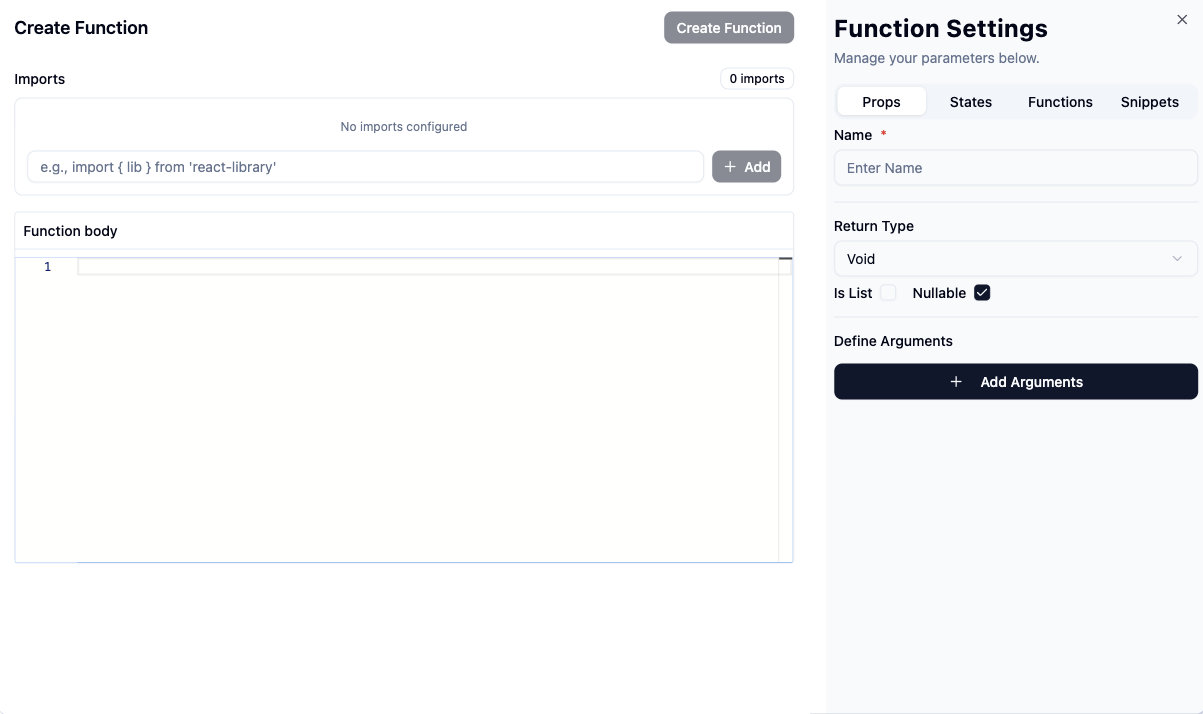 Create Function
Create Function
Imports
0 imports
No imports configured
e.g., import { lib } from 'react-library'
Add
Function body
1
Function Settings
Manage your parameters below.
Props States Functions Snippets
Name *
Enter Name
Return Type
Void
Is List Nullable
Define Arguments
Add Arguments